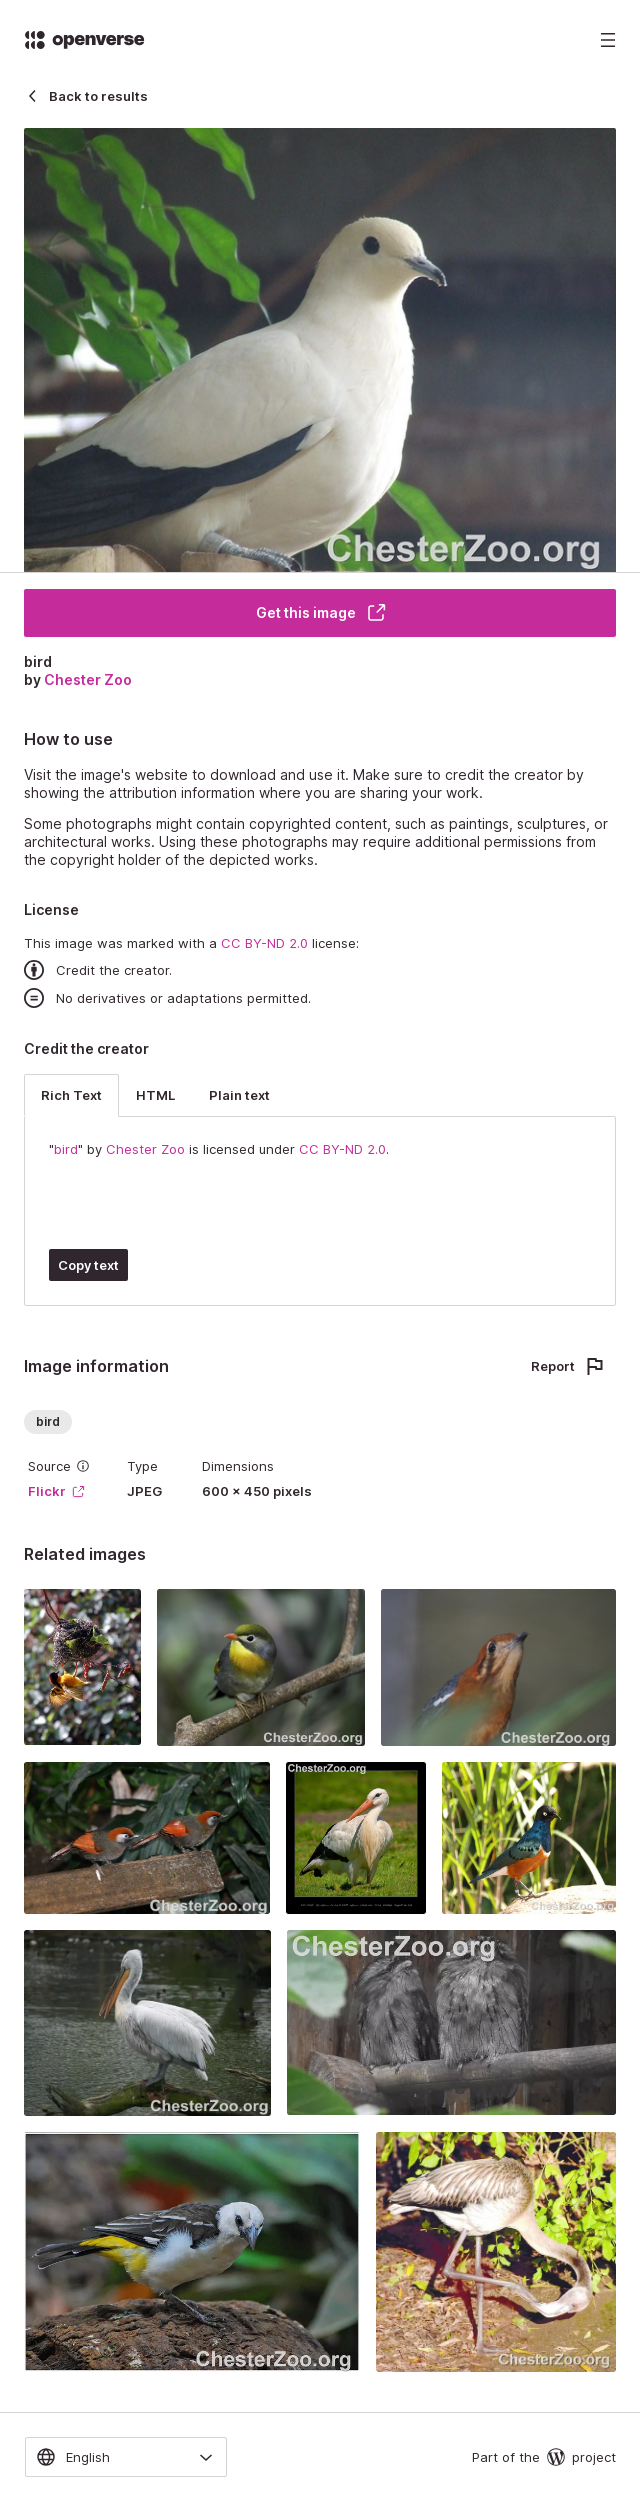 openverse
Back to results
ChesterZoo.org
Get this image
bird
by Chester Zoo
How to use
Visit the image's website to download and use it. Make sure to credit the creator by
showing the attribution information where you are sharing your work.
Some photographs might contain copyrighted content, such as paintings, sculptures, or
architectural works. Using these photographs may require additional permissions from
the copyright holder of the depicted works.
License
This image was marked with a CC BY-ND 2.0 license:
Credit the creator.
No derivatives or adaptations permitted.
Credit the creator
Rich Text HTML Plain text
"bird" by Chester Zoo is licensed under CC BY-ND 2.0.
Copy text
Image information Report
bird
Source Type Dimensions
Flickr JPEG 600 × 450 pixels
Related images
ChesterZoo.org ChesterZoo.org
ChesterZoo.org
ChesterZoo.org ChesterZoo.org
ChesterZoo.org
ChesterZoo.org
ChesterZoo.org ChesterZoo.org
English Part of the project